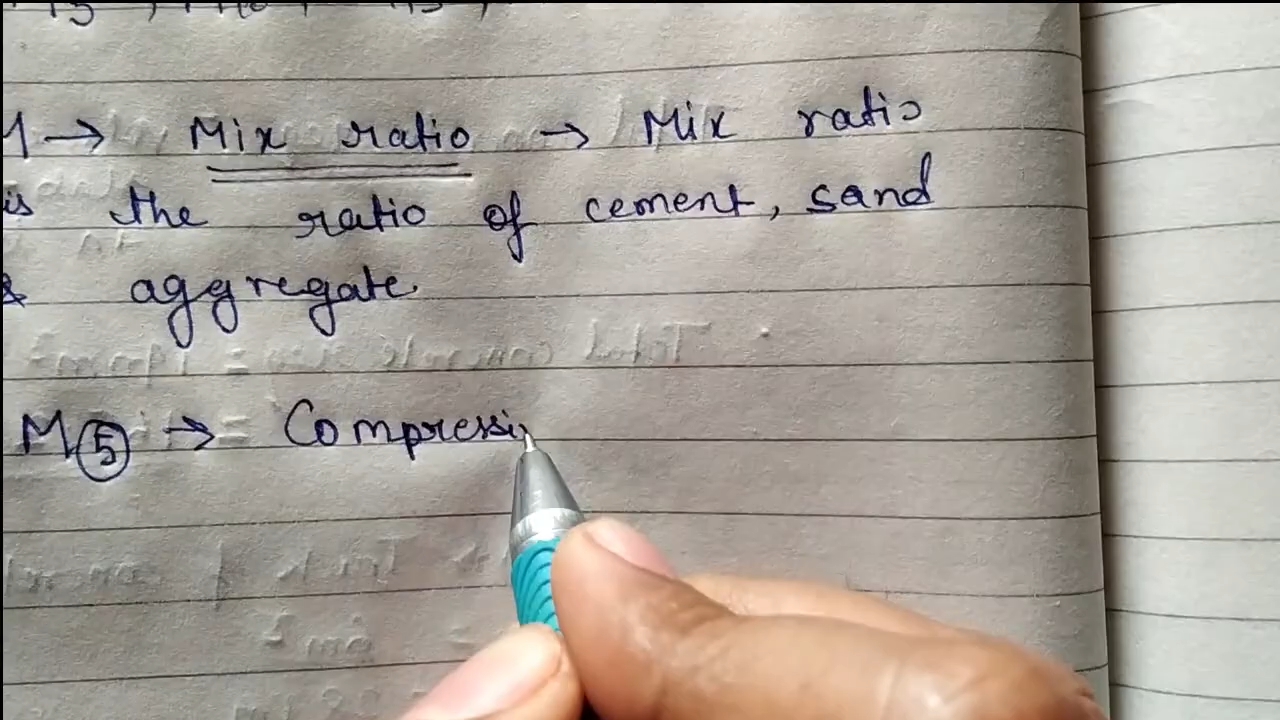 M → Mix ratio → Mix ratio
is the ratio of cement, sand
& aggregate
M5 → Compressi